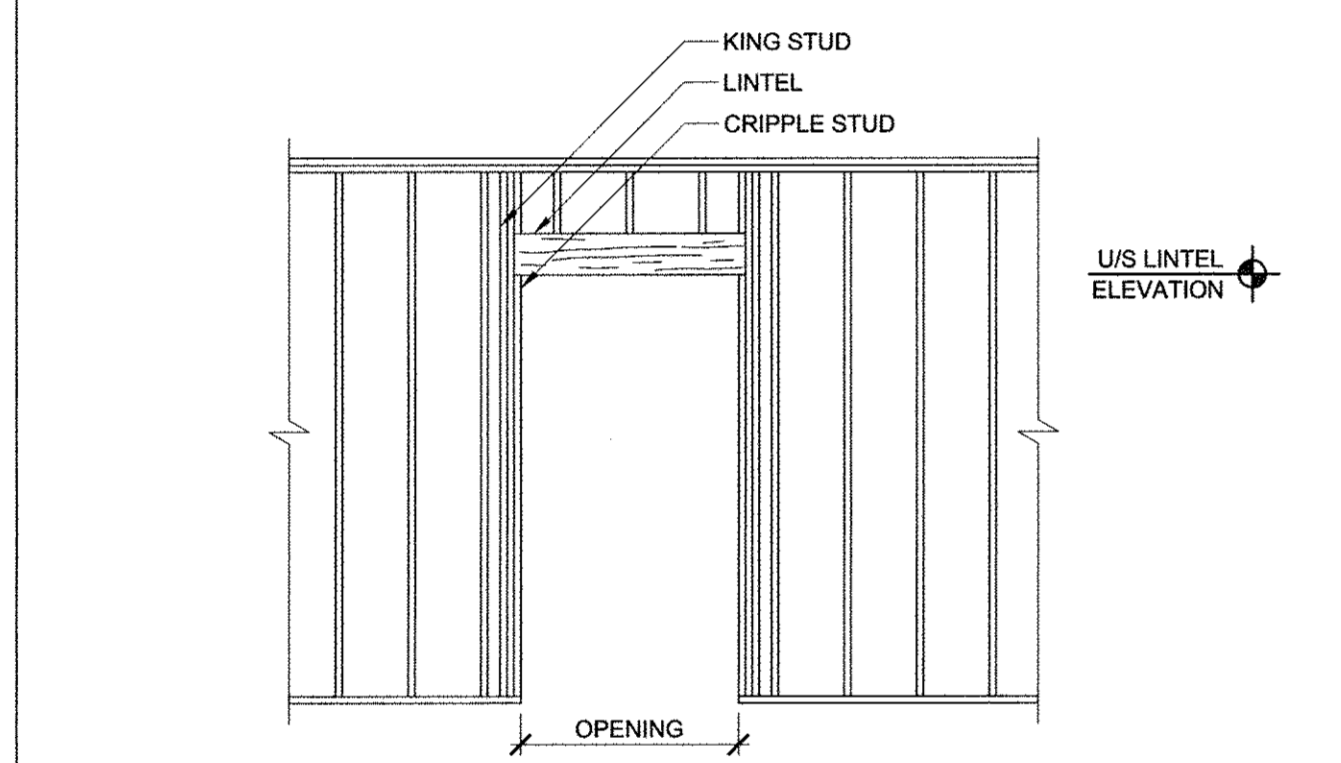 KING STUD
LINTEL
CRIPPLE STUD
U/S LINTEL
ELEVATION
OPENING